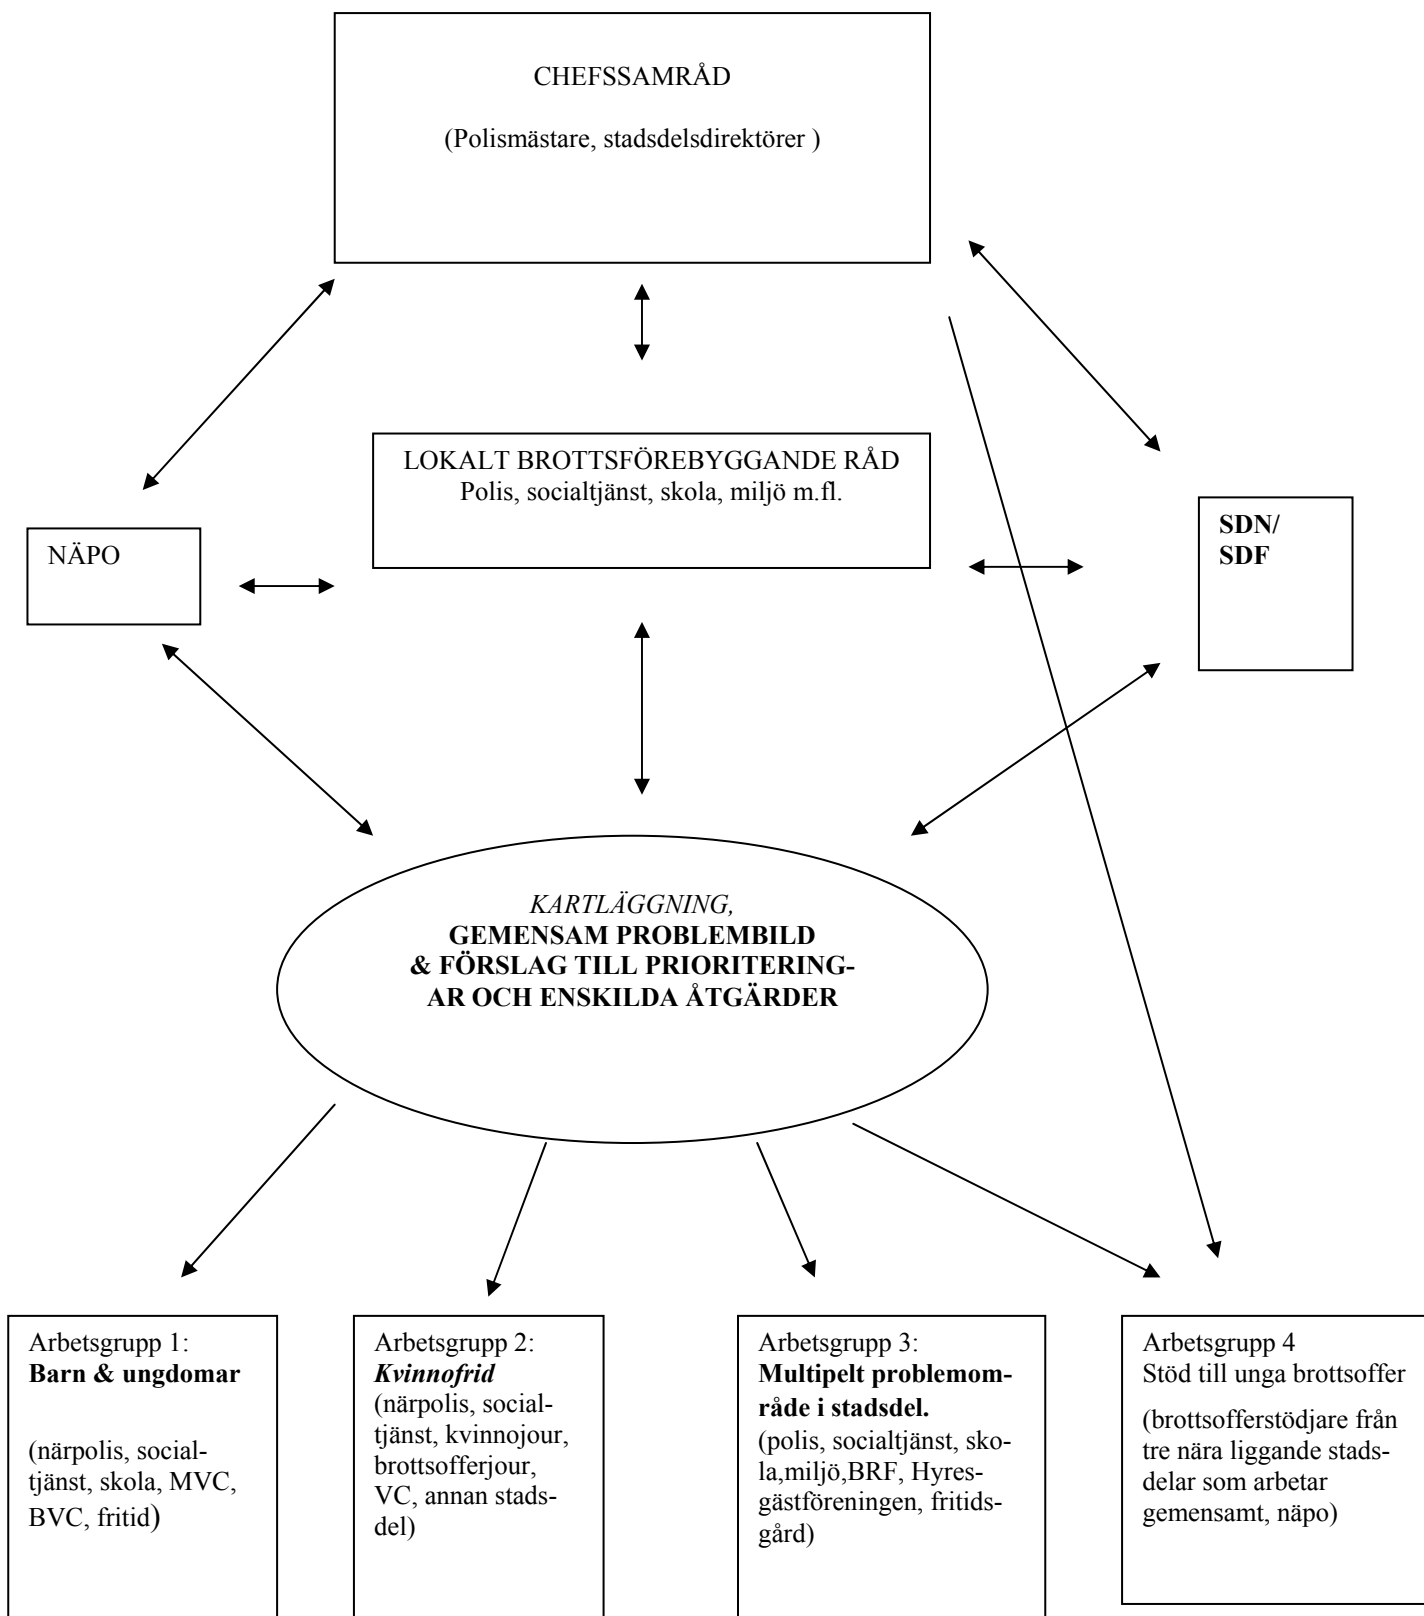 CHEFSSAMRÅD
(Polismästare, stadsdelsdirektörer )
LOKALT BROTTSFÖREBYGGANDE RÅD
Polis, socialtjänst, skola, miljö m.fl.
NÄPO
SDN/
SDF
KARTLÄGGNING,
GEMENSAM PROBLEMBILD
& FÖRSLAG TILL PRIORITERING-
AR OCH ENSKILDA ÅTGÄRDER
Arbetsgrupp 1:
Barn & ungdomar
(närpolis, social-
tjänst, skola, MVC,
BVC, fritid)
Arbetsgrupp 2:
Kvinnofrid
(närpolis, social-
tjänst, kvinnojour,
brottsofferjour,
VC, annan stads-
del)
Arbetsgrupp 3:
Multipelt problemom-
råde i stadsdel.
(polis, socialtjänst, sko-
la,miljö,BRF, Hyres-
gästföreningen, fritids-
gård)
Arbetsgrupp 4
Stöd till unga brottsoffer
(brottsofferstödjare från
tre nära liggande stads-
delar som arbetar
gemensamt, näpo)